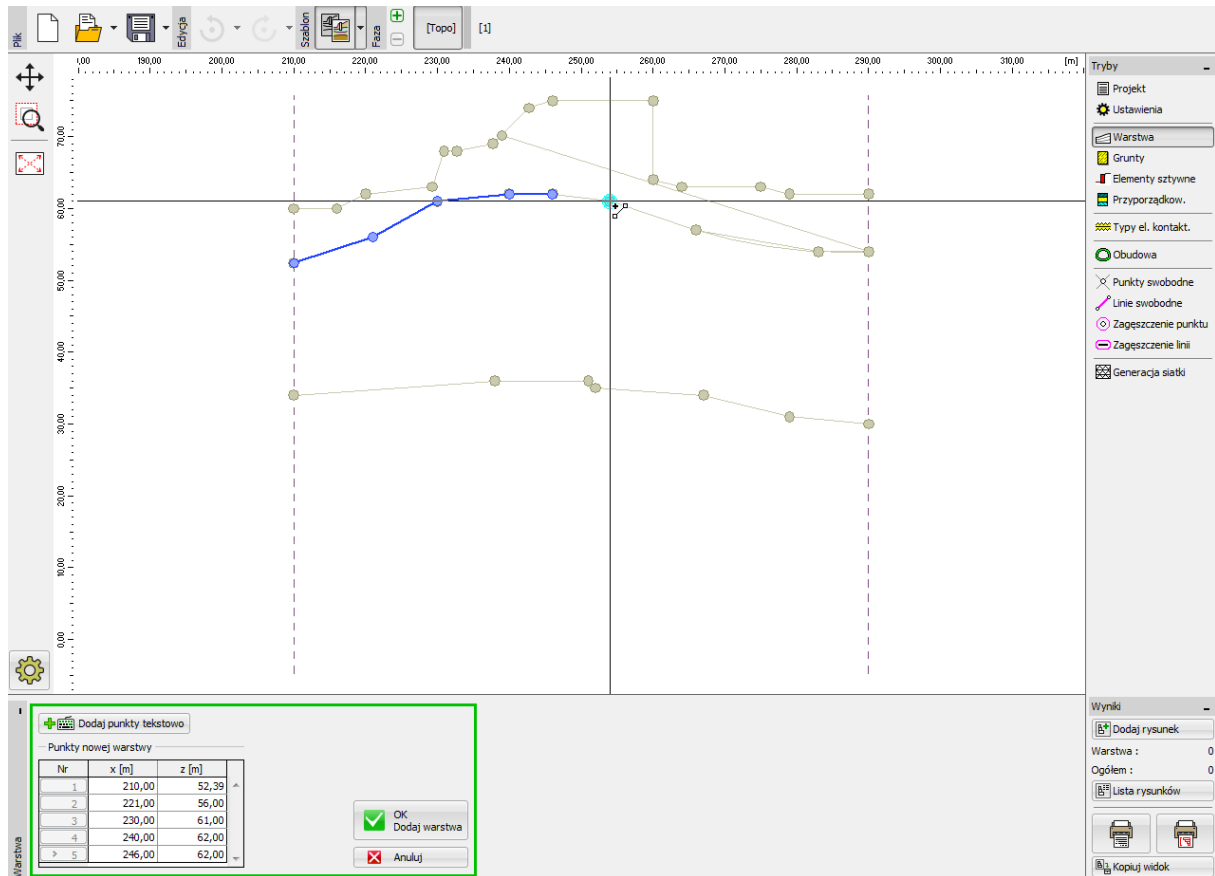 Plik
Edycja
Szablon
Faza
[Topo]
[1]
,00 190,00 200,00 210,00 220,00 230,00 240,00 250,00 260,00 270,00 280,00 290,00 300,00 310,00 [m]
70,00
60,00
50,00
40,00
30,00
20,00
10,00
0,00
Tryby
Projekt
Ustawienia
Warstwa
Grunty
Elementy sztywne
Przyporządkow.
Typy el. kontakt.
Obudowa
Punkty swobodne
Linie swobodne
Zagęszczenie punktu
Zagęszczenie linii
Generacja siatki
Warstwa
Dodaj punkty tekstowo
Punkty nowej warstwy
Nr x [m] z [m]
1 210,00 52,39
2 221,00 56,00
3 230,00 61,00
4 240,00 62,00
> 5 246,00 62,00
OK
Dodaj warstwa
Anuluj
Wyniki
Dodaj rysunek
Warstwa : 0
Ogółem : 0
Lista rysunków
Kopiuj widok